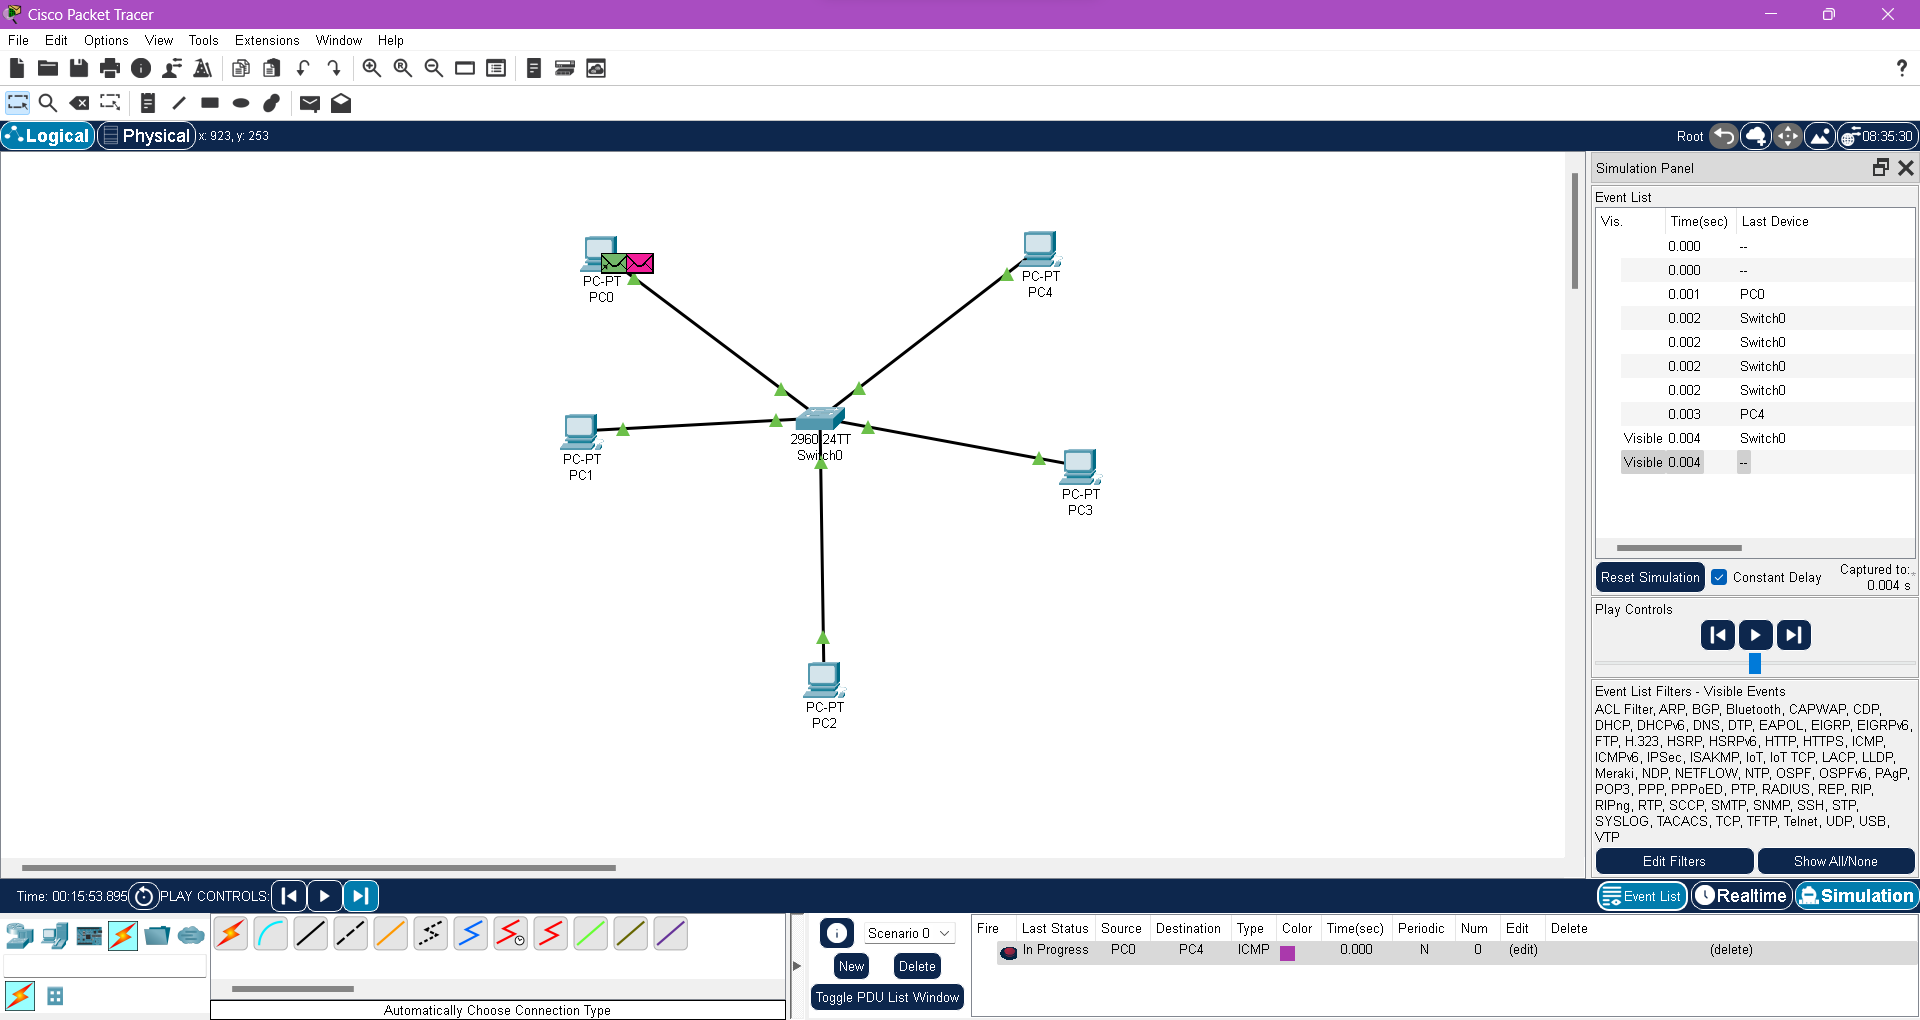 Cisco Packet Tracer
File Edit Options View Tools Extensions Window Help
Logical Physical x: 923, y: 253 Root 08:35:30
Simulation Panel
Event List
Vis. Time(sec) Last Device
0.000 --
0.000 --
0.001 PC0
0.002 Switch0
0.002 Switch0
0.002 Switch0
0.002 Switch0
0.003 PC4
Visible 0.004 Switch0
Visible 0.004 --
Reset Simulation Constant Delay Captured to:
0.004 s
Play Controls
Event List Filters - Visible Events
ACL Filter, ARP, BGP, Bluetooth, CAPWAP, CDP,
DHCP, DHCPv6, DNS, DTP, EAPOL, EIGRP, EIGRPv6,
FTP, H.323, HSRP, HSRPv6, HTTP, HTTPS, ICMP,
ICMPv6, IPSec, ISAKMP, IoT, IoT TCP, LACP, LLDP,
Meraki, NDP, NETFLOW, NTP, OSPF, OSPFv6, PAgP,
POP3, PPP, PPPoED, PTP, RADIUS, REP, RIP,
RIPng, RTP, SCCP, SMTP, SNMP, SSH, STP,
SYSLOG, TACACS, TCP, TFTP, Telnet, UDP, USB,
VTP
Edit Filters Show All/None
PC-PT
PC0
PC-PT
PC4
PC-PT
PC1
2960-24TT
Switch0
PC-PT
PC3
PC-PT
PC2
Time: 00:15:53.895 PLAY CONTROLS: Event List Realtime Simulation
Automatically Choose Connection Type
Scenario 0
New Delete
Toggle PDU List Window
Fire Last Status Source Destination Type Color Time(sec) Periodic Num Edit Delete
In Progress PC0 PC4 ICMP 0.000 N 0 (edit) (delete)